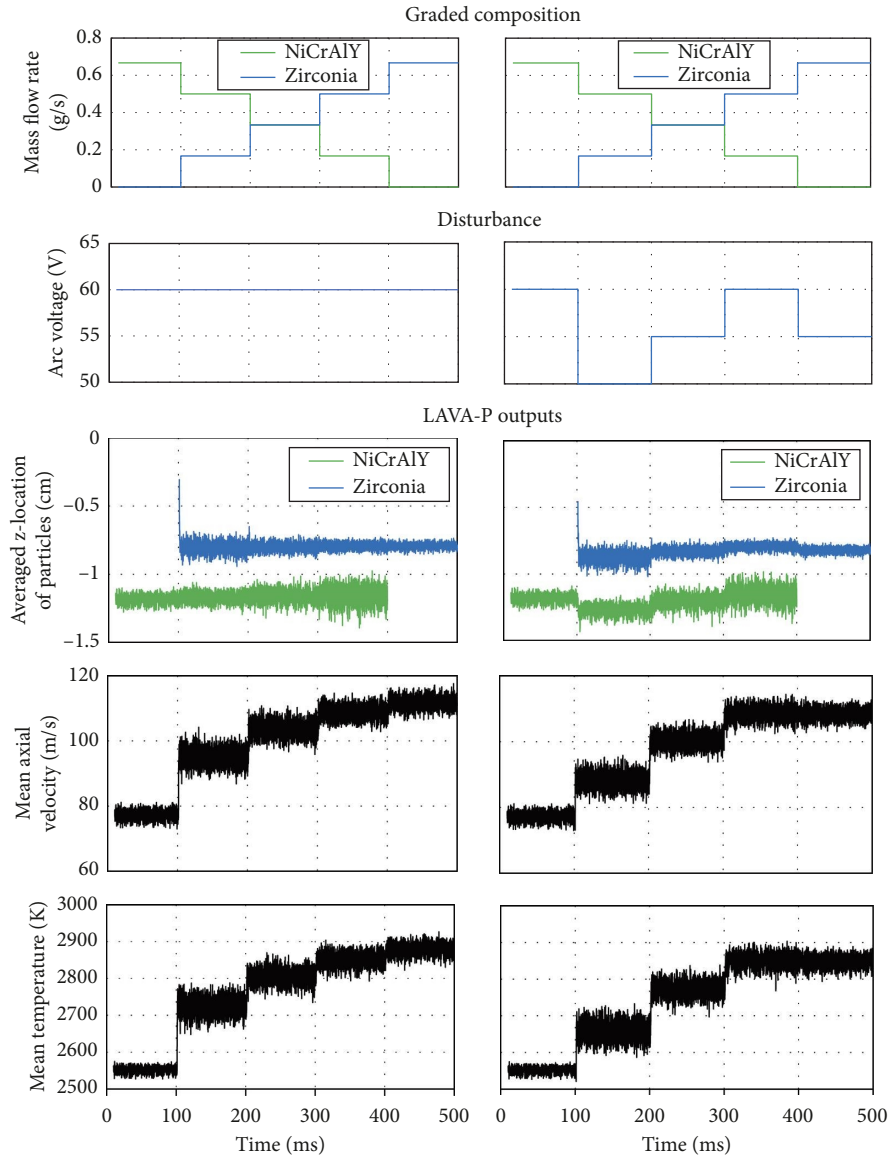 Graded composition
Mass flow rate
(g/s)
0.8
0.6
0.4
0.2
0
NiCrAlY
Zirconia
NiCrAlY
Zirconia
Disturbance
Arc voltage (V)
65
60
55
50
LAVA-P outputs
Averaged z-location
of particles (cm)
0
−0.5
−1
−1.5
NiCrAlY
Zirconia
NiCrAlY
Zirconia
Mean axial
velocity (m/s)
120
100
80
60
Mean temperature (K)
3000
2900
2800
2700
2600
2500
0 100 200 300 400 500
Time (ms)
0 100 200 300 400 500
Time (ms)